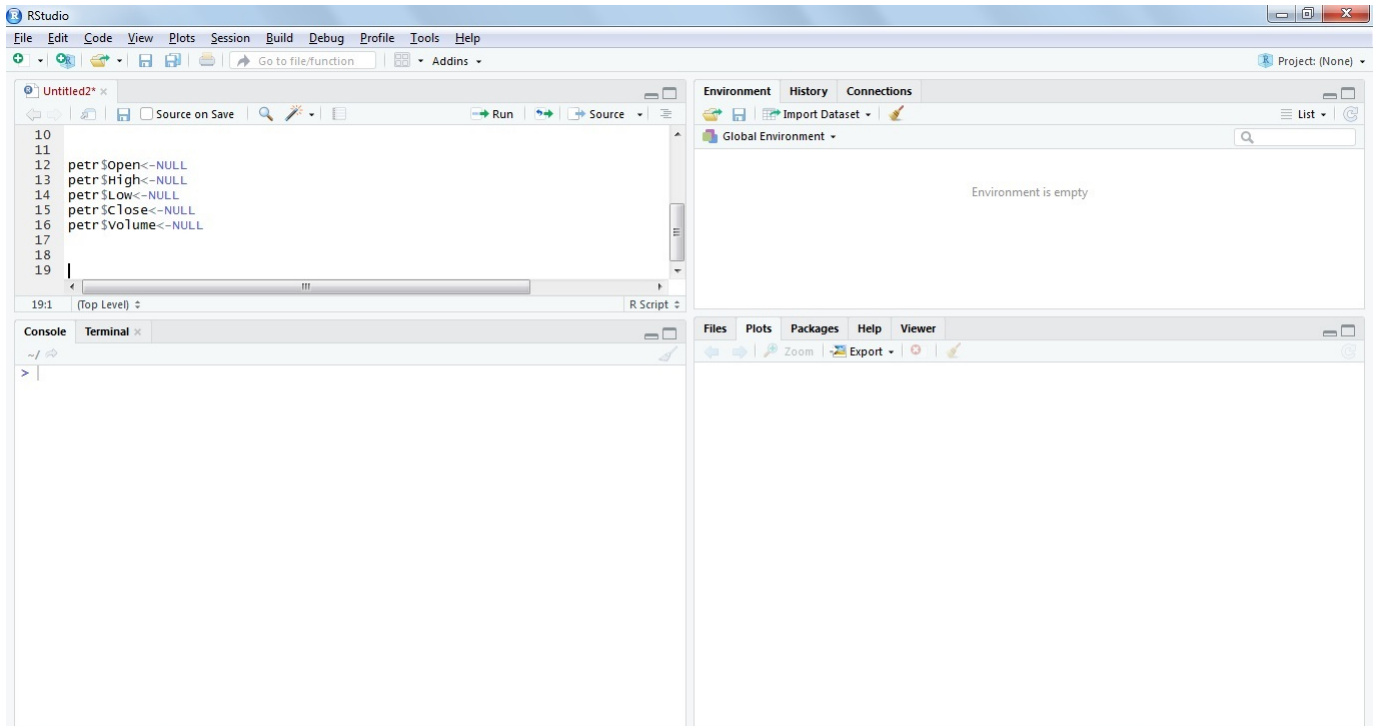 RStudio
File Edit Code View Plots Session Build Debug Profile Tools Help
Go to file/function Addins Project: (None)
Untitled2*
Source on Save Run Source
10
11
12 petr$Open<-NULL
13 petr$High<-NULL
14 petr$Low<-NULL
15 petr$Close<-NULL
16 petr$Volume<-NULL
17
18
19
19:1 (Top Level) R Script
Console Terminal
~/
>
Environment History Connections
Import Dataset List
Global Environment
Environment is empty
Files Plots Packages Help Viewer
Zoom Export